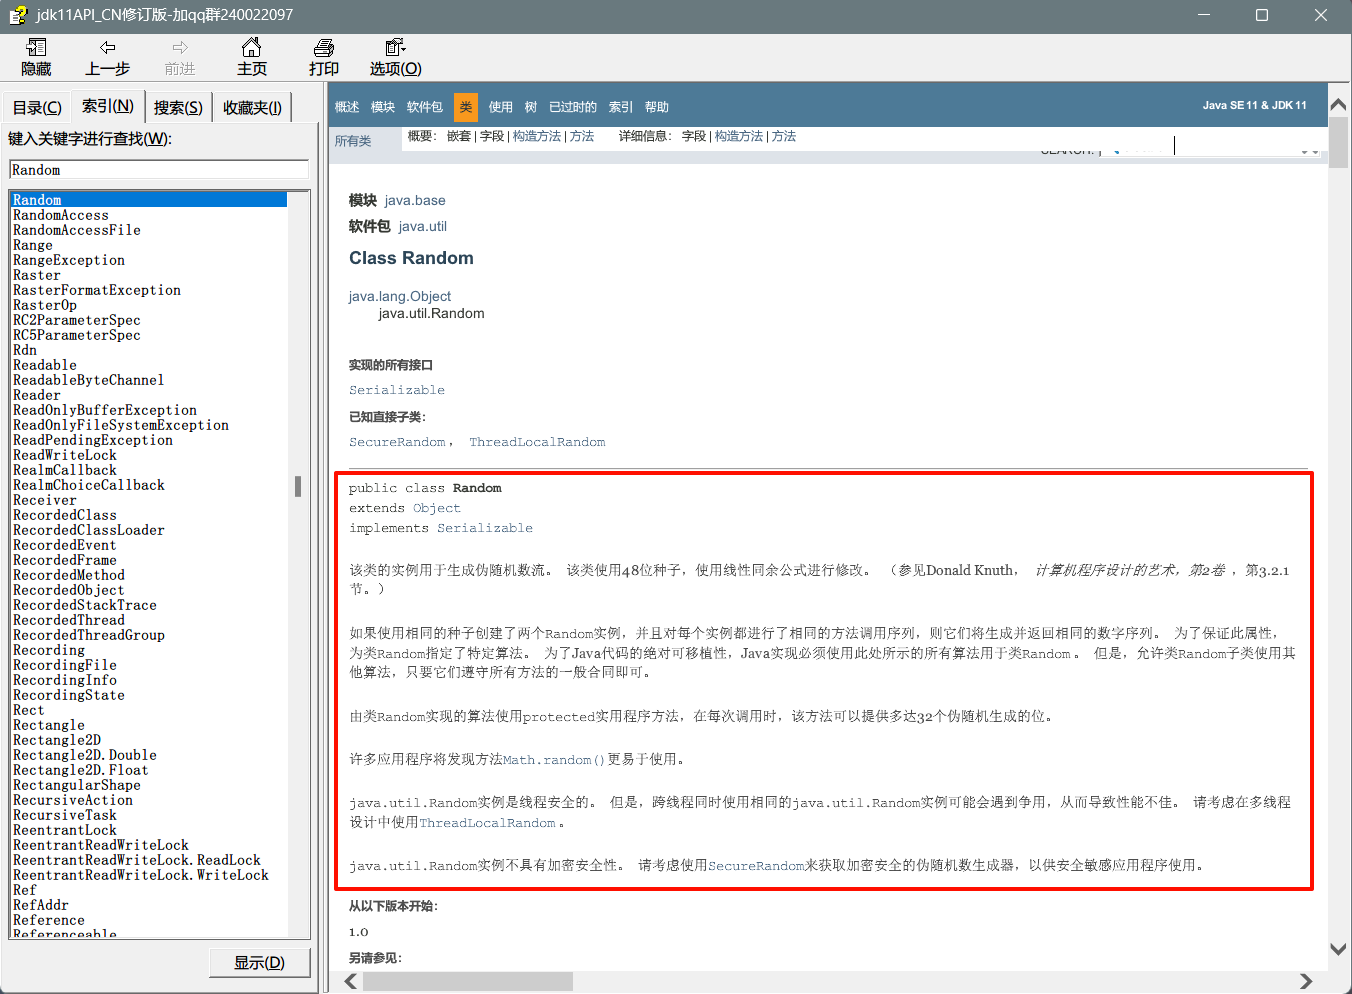 jdk11API_CN修订版-加qq群240022097
隐藏 上一步 前进 主页 打印 选项(O)
目录(C) 索引(N) 搜索(S) 收藏夹(I)
键入关键字进行查找(W):
Random
Random
RandomAccess
RandomAccessFile
Range
RangeException
Raster
RasterFormatException
RasterOp
RC2ParameterSpec
RC5ParameterSpec
Rdn
Readable
ReadableByteChannel
Reader
ReadOnlyBufferException
ReadOnlyFileSystemException
ReadPendingException
ReadWriteLock
RealmCallback
RealmChoiceCallback
Receiver
RecordedClass
RecordedClassLoader
RecordedEvent
RecordedFrame
RecordedMethod
RecordedObject
RecordedStackTrace
RecordedThread
RecordedThreadGroup
Recording
RecordingFile
RecordingInfo
RecordingState
Rect
Rectangle
Rectangle2D
Rectangle2D.Double
Rectangle2D.Float
RectangularShape
RecursiveAction
RecursiveTask
ReentrantLock
ReentrantReadWriteLock
ReentrantReadWriteLock.ReadLock
ReentrantReadWriteLock.WriteLock
Ref
RefAddr
Reference
Referenceable
显示(D)
概述 模块 软件包 类 使用 树 已过时的 索引 帮助 Java SE 11 & JDK 11
所有类 概要: 嵌套 | 字段 | 构造方法 | 方法 详细信息: 字段 | 构造方法 | 方法
SEARCH:
模块 java.base
软件包 java.util
Class Random
java.lang.Object
java.util.Random
实现的所有接口
Serializable
已知直接子类:
SecureRandom , ThreadLocalRandom
public class Random
extends Object
implements Serializable
该类的实例用于生成伪随机数流。 该类使用48位种子，使用线性同余公式进行修改。 （参见Donald Knuth， 计算机程序设计的艺术，第2卷 ，第3.2.1
节。）
如果使用相同的种子创建了两个Random实例，并且对每个实例都进行了相同的方法调用序列，则它们将生成并返回相同的数字序列。 为了保证此属性，
为类Random指定了特定算法。 为了Java代码的绝对可移植性，Java实现必须使用此处所示的所有算法用于类Random 。 但是，允许类Random子类使用其
他算法，只要它们遵守所有方法的一般合同即可。
由类Random实现的算法使用protected实用程序方法，在每次调用时，该方法可以提供多达32个伪随机生成的位。
许多应用程序将发现方法Math.random()更易于使用。
java.util.Random实例是线程安全的。 但是，跨线程同时使用相同的java.util.Random实例可能会遇到争用，从而导致性能不佳。 请考虑在多线程
设计中使用ThreadLocalRandom 。
java.util.Random实例不具有加密安全性。 请考虑使用SecureRandom来获取加密安全的伪随机数生成器，以供安全敏感应用程序使用。
从以下版本开始:
1.0
另请参见: